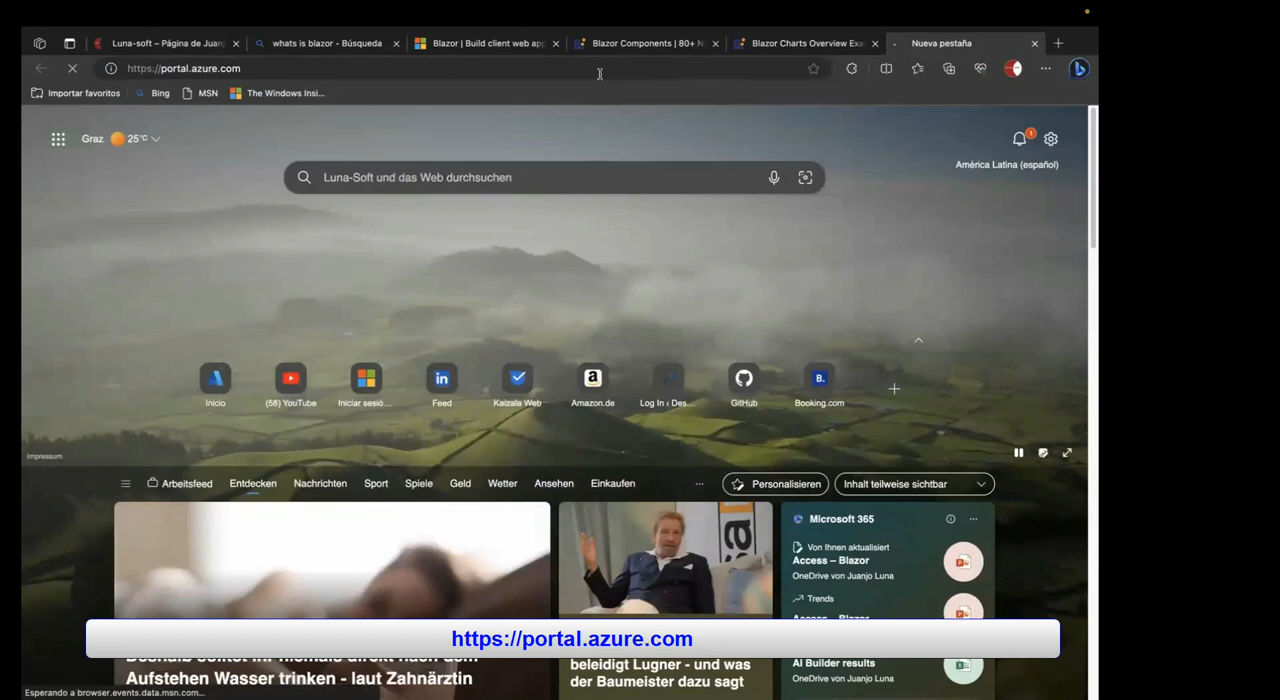 Luna-soft – Página de Juan
whats is blazor - Búsqueda
Blazor | Build client web app
Blazor Components | 80+ N
Blazor Charts Overview Exa
Nueva pestaña
https://portal.azure.com
Importar favoritos
Bing
MSN
The Windows Insi...
Graz 25°C
1
América Latina (español)
Luna-Soft und das Web durchsuchen
Inicio
(58) YouTube
Iniciar sesió...
Feed
Kaizala Web
Amazon.de
Log In ‹ Des...
GitHub
Booking.com
Impressum
Arbeitsfeed
Entdecken
Nachrichten
Sport
Spiele
Geld
Wetter
Ansehen
Einkaufen
...
Personalisieren
Inhalt teilweise sichtbar
Microsoft 365
Von Ihnen aktualisiert
Access – Blazor
OneDrive von Juanjo Luna
Trends
https://portal.azure.com
Aufstehen Wasser trinken - laut Zahnärztin
beleidigt Lugner - und was
der Baumeister dazu sagt
AI Builder results
OneDrive von Juanjo Luna
Esperando a browser.events.data.msn.com...